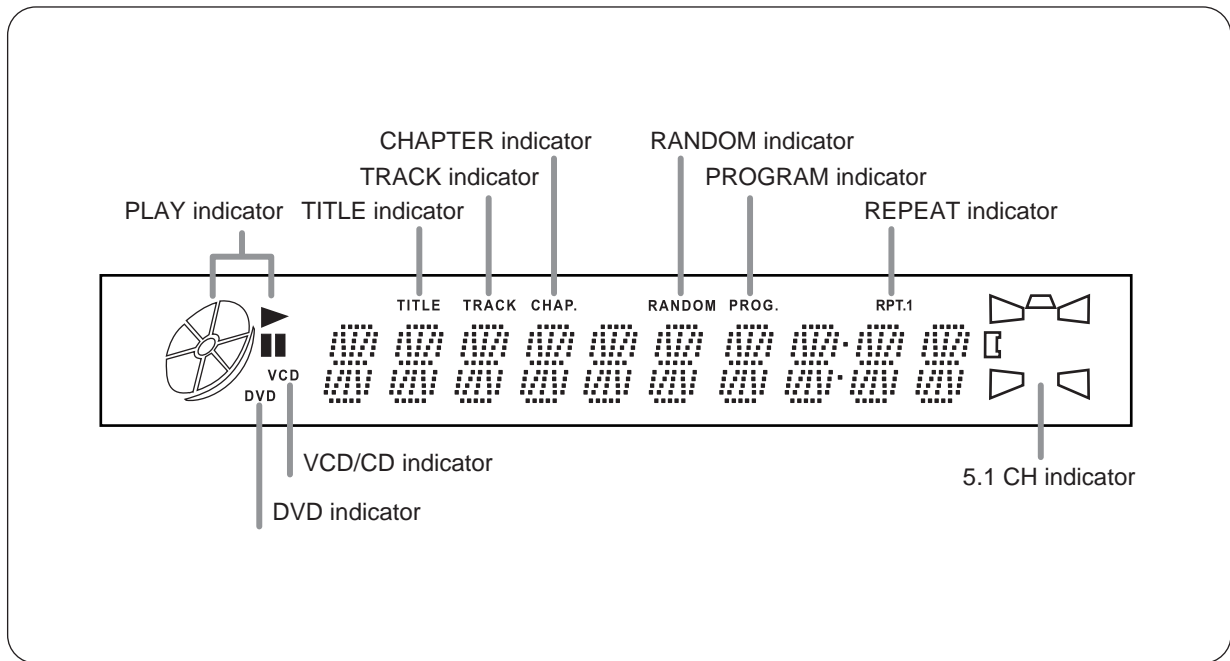 CHAPTER indicator RANDOM indicator
TRACK indicator PROGRAM indicator
PLAY indicator TITLE indicator REPEAT indicator
TITLE TRACK CHAP. RANDOM PROG. RPT.1
VCD
DVD
VCD/CD indicator
5.1 CH indicator
DVD indicator